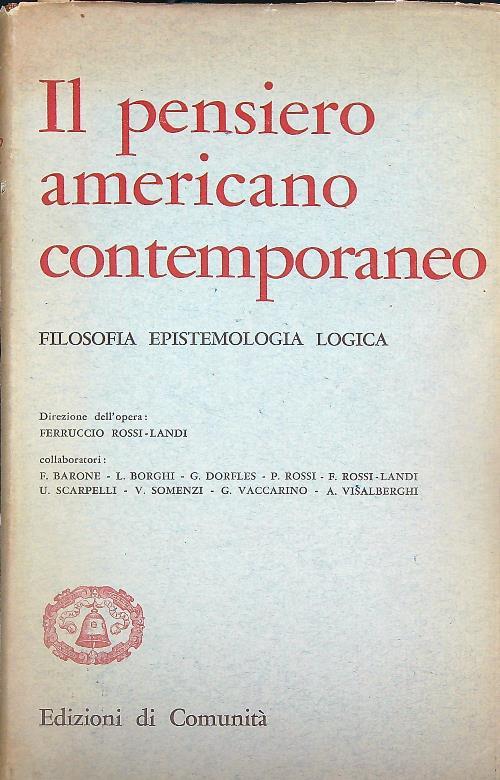 Il pensiero
americano
contemporaneo
FILOSOFIA EPISTEMOLOGIA LOGICA
Direzione dell'opera:
FERRUCCIO ROSSI-LANDI
collaboratori:
F. BARONE - L. BORGHI - G. DORFLES - P. ROSSI - F. ROSSI-LANDI
U. SCARPELLI - V. SOMENZI - G. VACCARINO - A. VISALBERGHI
Edizioni di Comunità